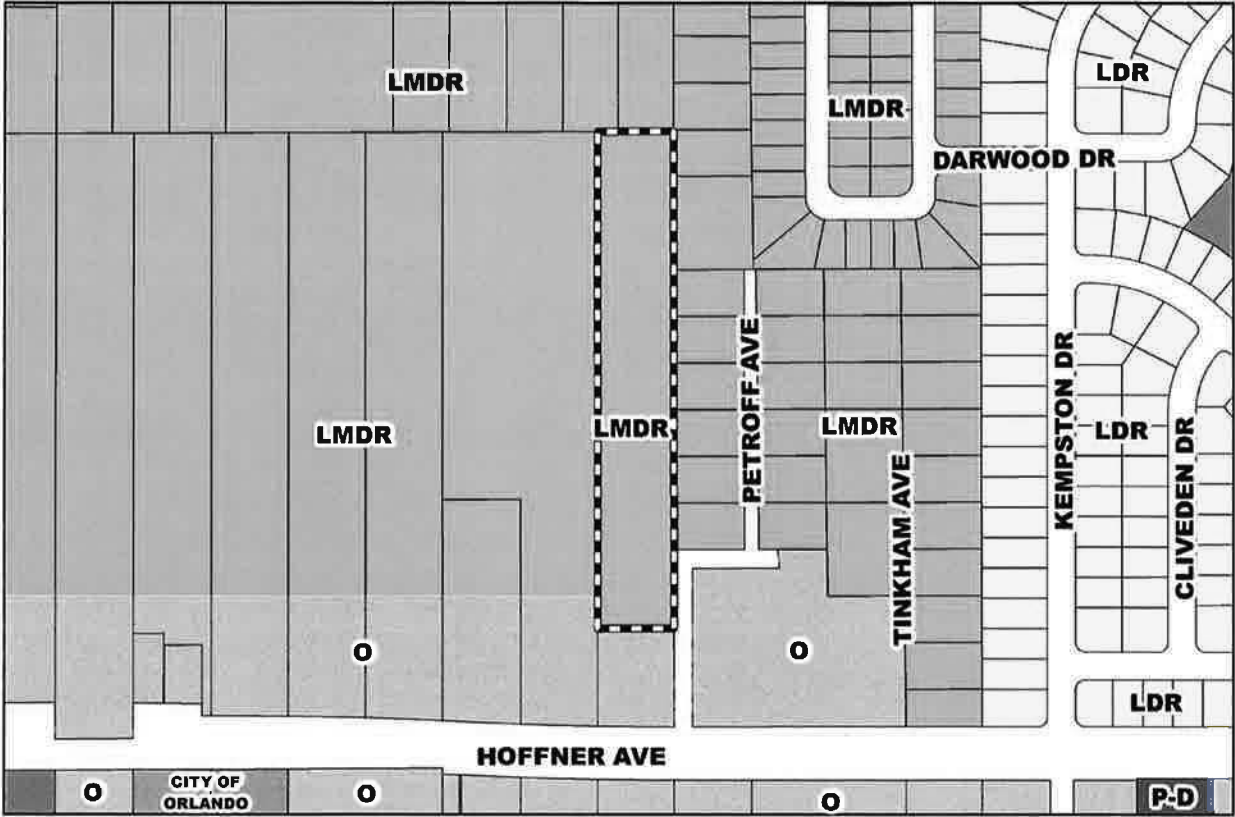 LDR
LMDR
LMDR
DARWOOD DR
PETROFF AVE
KEMPSTON DR
LMDR
LMDR
LMDR
LDR
CLIVEDEN DR
TINKHAM AVE
O
O
LDR
HOFFNER AVE
O
CITY OF
ORLANDO
O
O
P-D